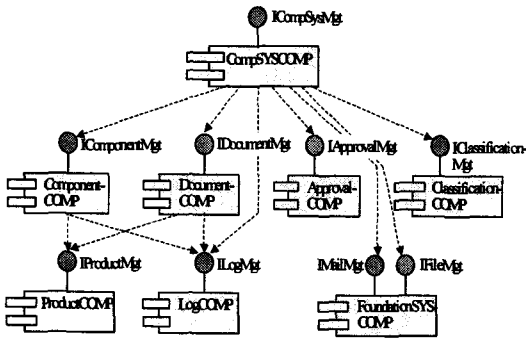 ICompSysMgt
CompSYSCOMP
IComponentMgt
IDocumentMgt
IApprovalMgt
IClassification-
Mgt
Component-
COMP
Document-
COMP
Approval-
COMP
Classification-
COMP
IProductMgt
ILogMgt
IMailMgt
IFileMgt
ProductCOMP
LogCOMP
FoundationSYS-
COMP